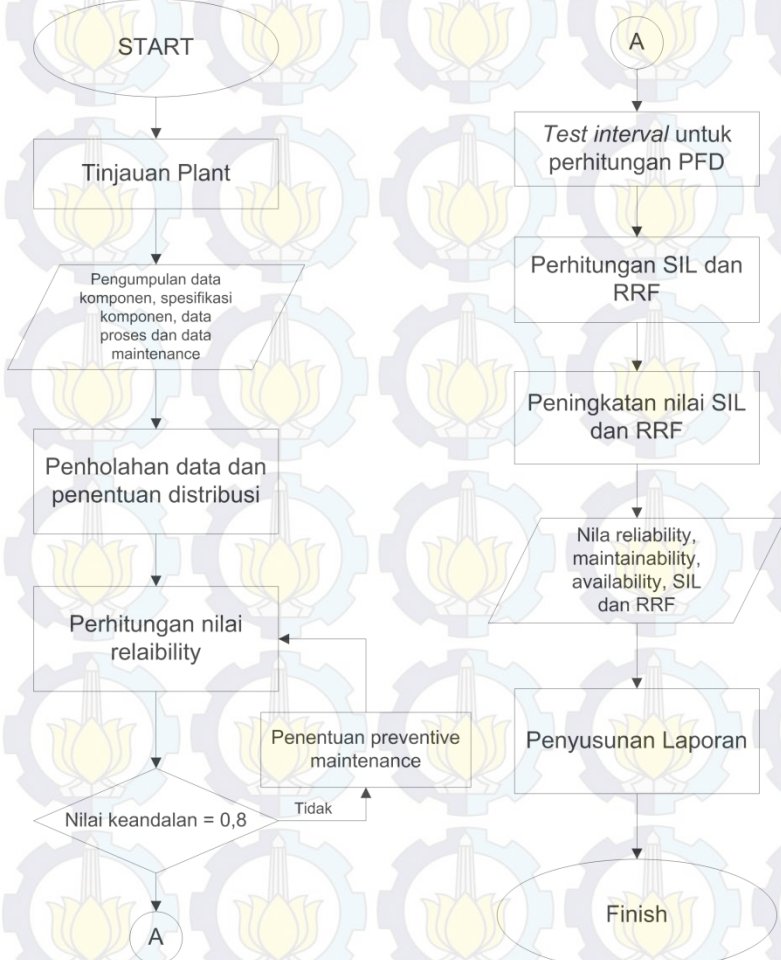 START
Tinjauan Plant
Pengumpulan data
komponen, spesifikasi
komponen, data
proses dan data
maintenance
Penholahan data dan
penentuan distribusi
Perhitungan nilai
relaibility
Penentuan preventive
maintenance
Nilai keandalan = 0,8
Tidak
A
A
Test interval untuk
perhitungan PFD
Perhitungan SIL dan
RRF
Peningkatan nilai SIL
dan RRF
Nila reliability,
maintainability,
availability, SIL
dan RRF
Penyusunan Laporan
Finish